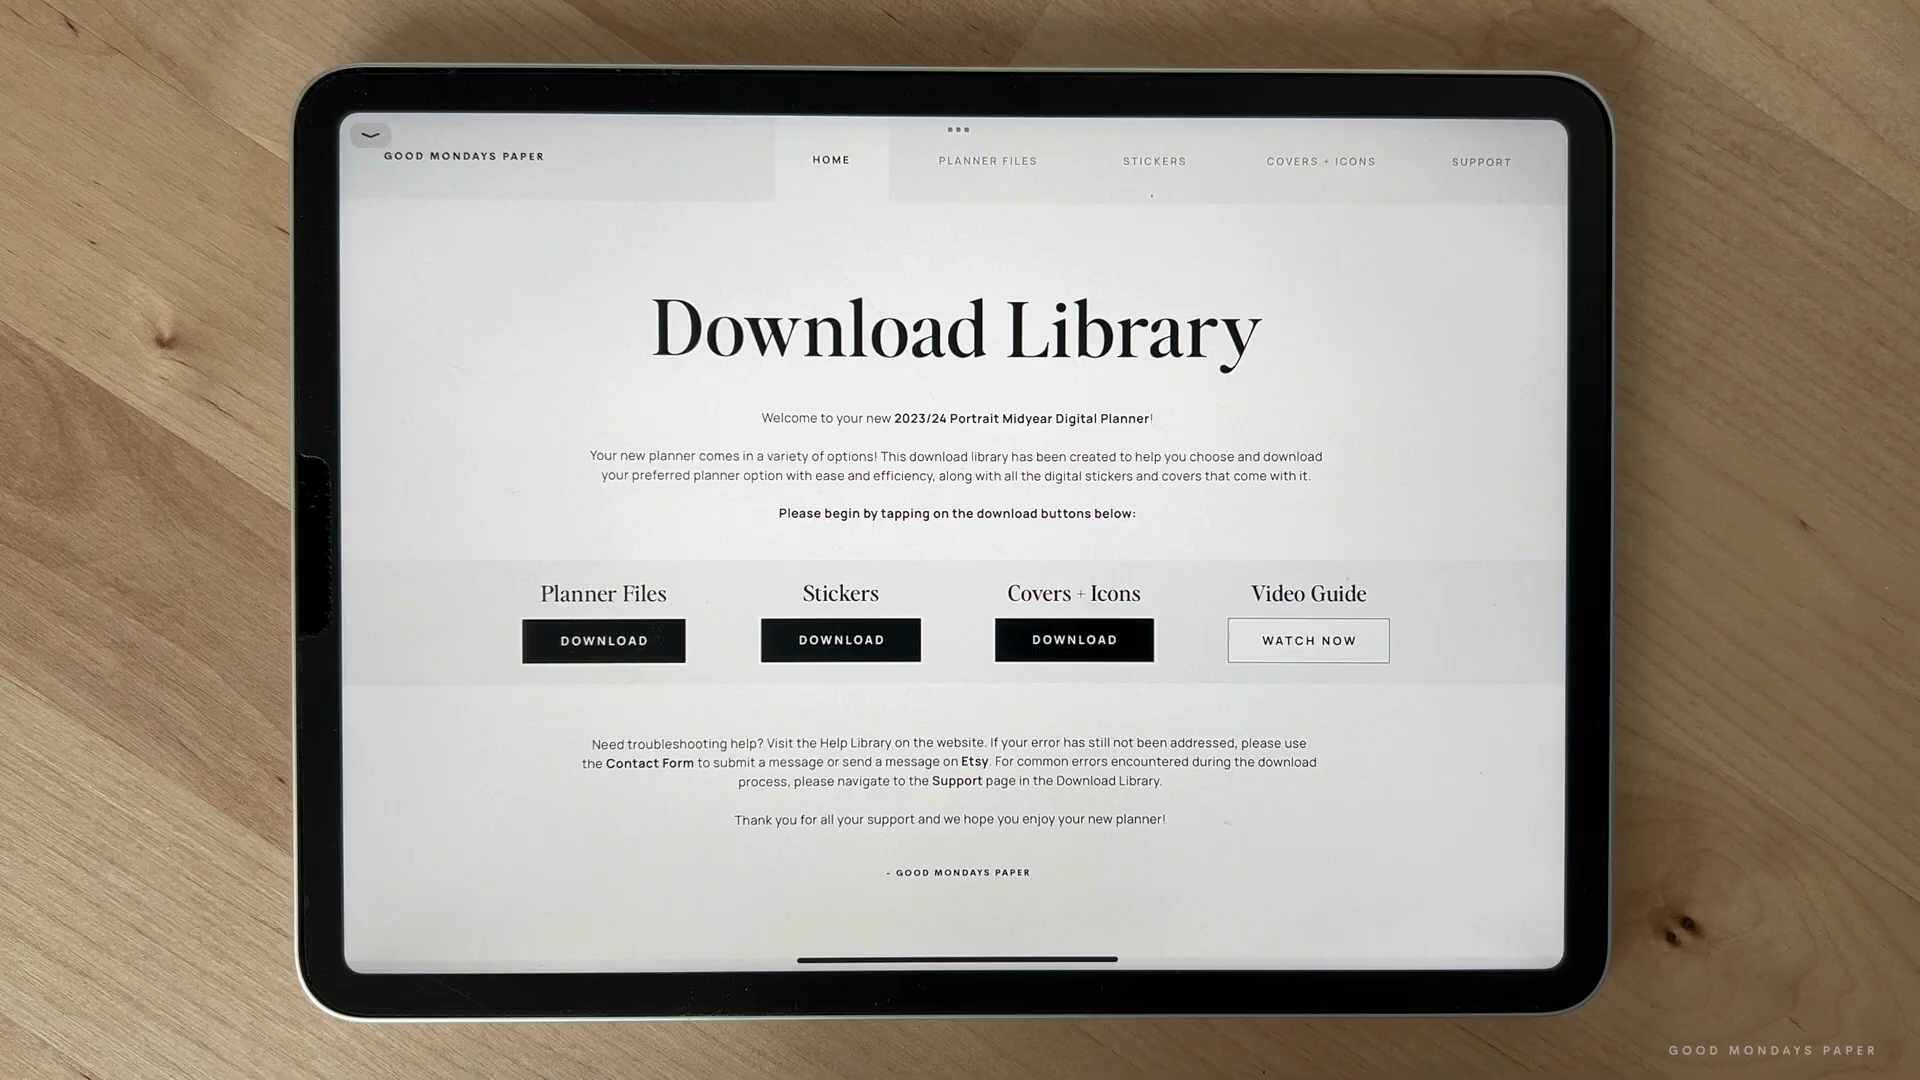 GOOD MONDAYS PAPER
HOME
PLANNER FILES
STICKERS
COVERS + ICONS
SUPPORT
Download Library
Welcome to your new 2023/24 Portrait Midyear Digital Planner!
Your new planner comes in a variety of options! This download library has been created to help you choose and download
your preferred planner option with ease and efficiency, along with all the digital stickers and covers that come with it.
Please begin by tapping on the download buttons below:
Planner Files
DOWNLOAD
Stickers
DOWNLOAD
Covers + Icons
DOWNLOAD
Video Guide
WATCH NOW
Need troubleshooting help? Visit the Help Library on the website. If your error has still not been addressed, please use
the Contact Form to submit a message or send a message on Etsy. For common errors encountered during the download
process, please navigate to the Support page in the Download Library.
Thank you for all your support and we hope you enjoy your new planner!
- GOOD MONDAYS PAPER
GOOD MONDAYS PAPER